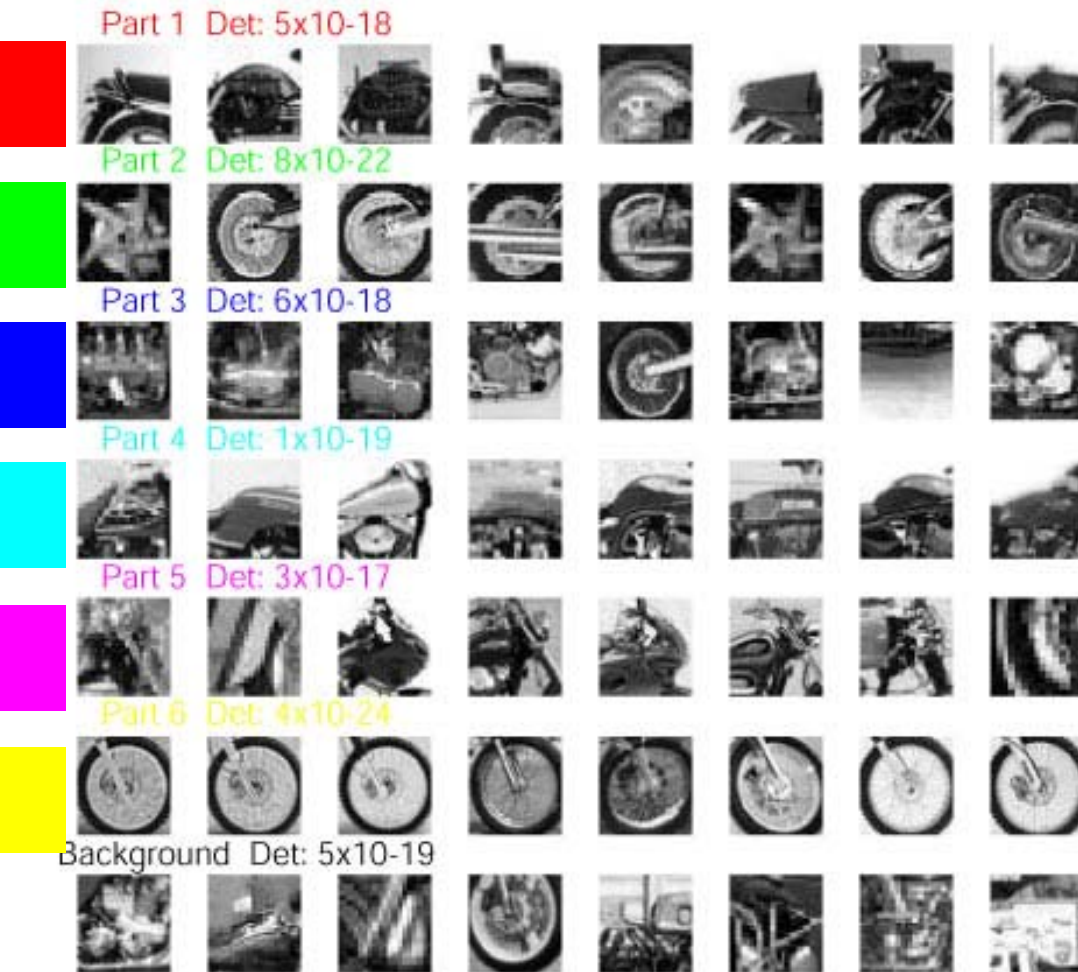 Part 1 Det: 5x10-18
Part 2 Det: 8x10-22
Part 3 Det: 6x10-18
Part 4 Det: 1x10-19
Part 5 Det: 3x10-17
Part 6 Det: 4x10-24
Background Det: 5x10-19